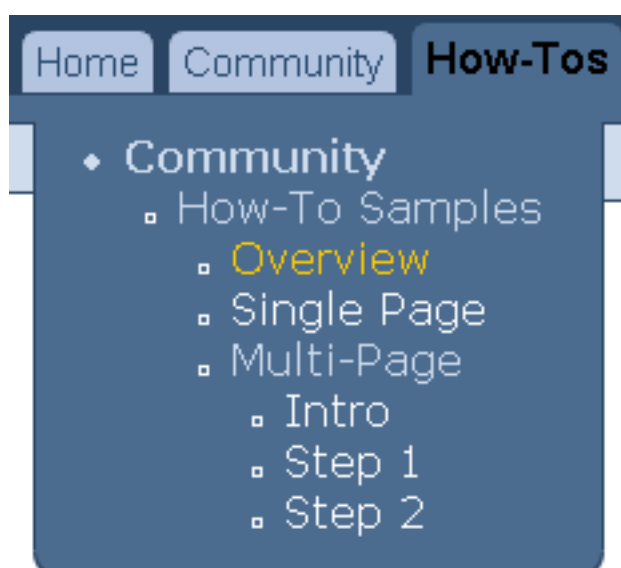 Home Community How-Tos
Community
How-To Samples
Overview
Single Page
Multi-Page
Intro
Step 1
Step 2